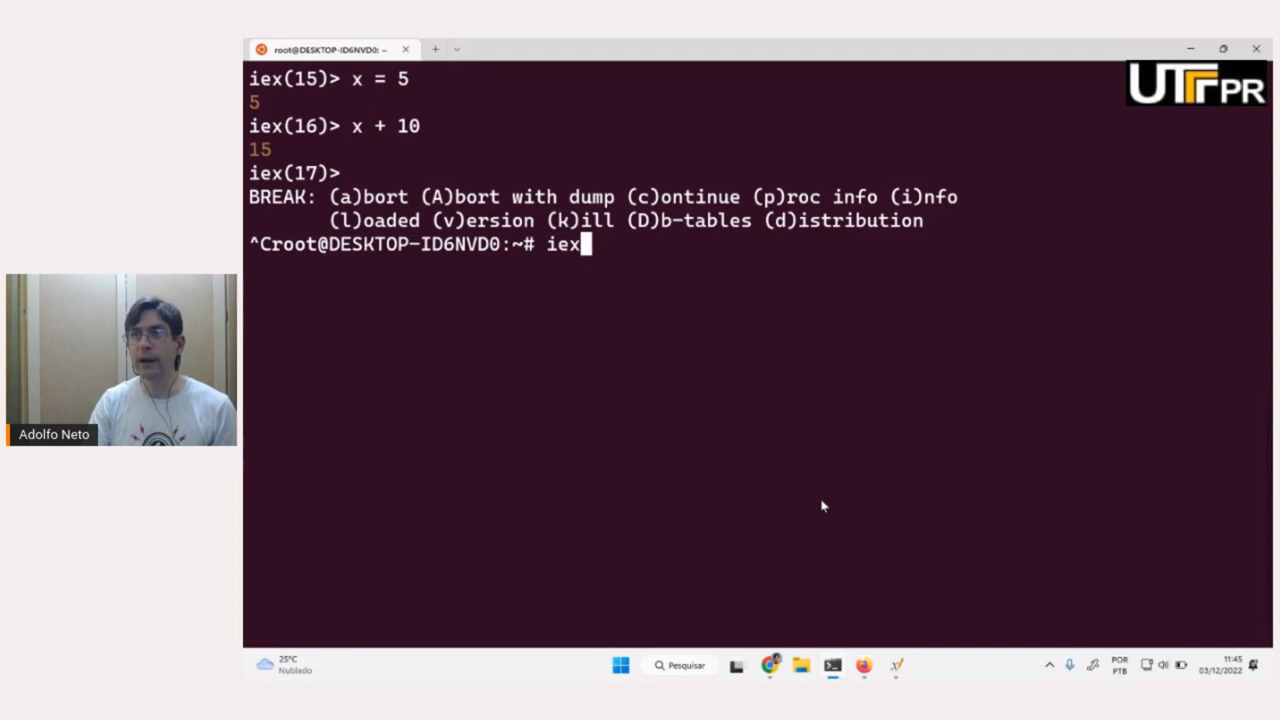 root@DESKTOP-ID6NVD0: ~
UTFPR
iex(15)> x = 5
5
iex(16)> x + 10
15
iex(17)>
BREAK: (a)bort (A)bort with dump (c)ontinue (p)roc info (i)nfo
(l)oaded (v)ersion (k)ill (D)b-tables (d)istribution
^Croot@DESKTOP-ID6NVD0:~# iex
Adolfo Neto
25°C
Nublado
Pesquisar
POR
PTB
11:45
03/12/2022